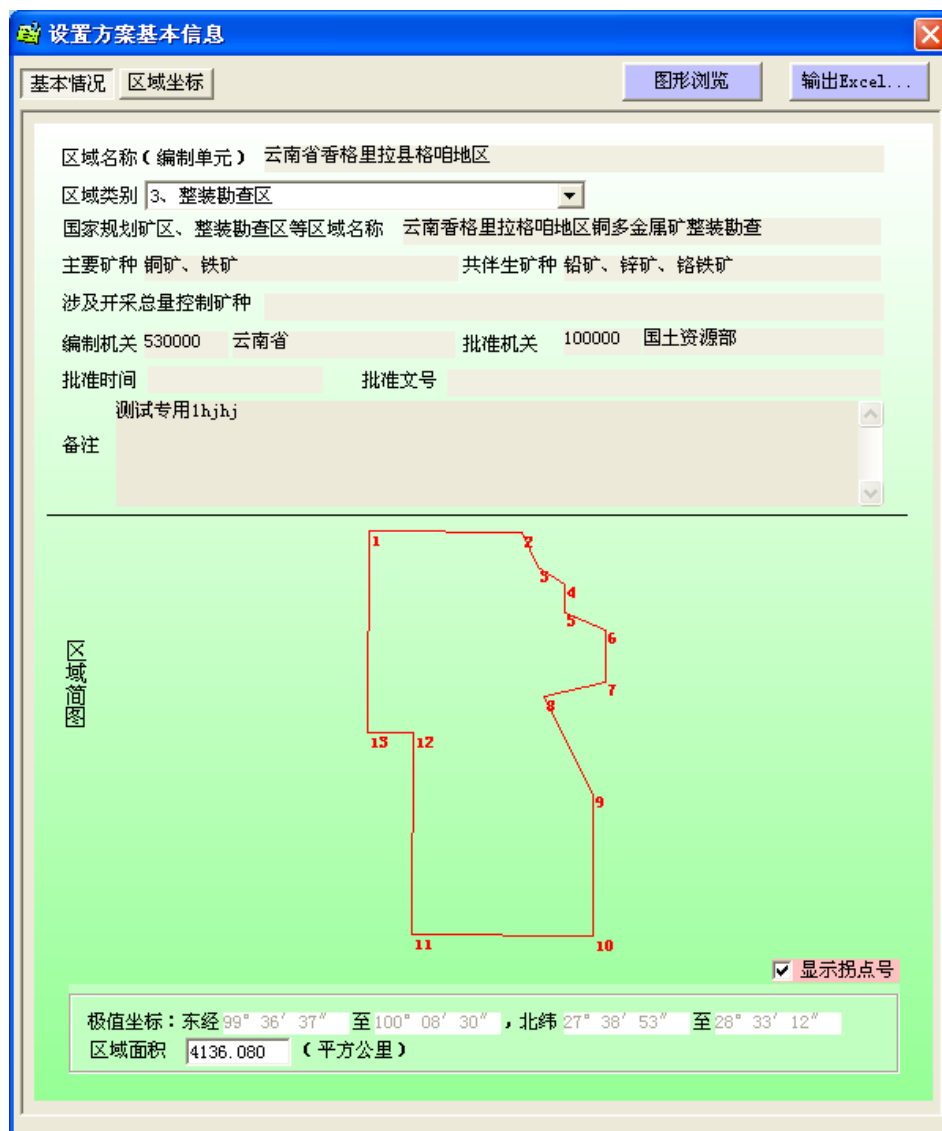 设置方案基本信息
基本情况 区域坐标 图形浏览 输出Excel...
区域名称(编制单元) 云南省香格里拉县格咱地区
区域类别 3、整装勘查区
国家规划矿区、整装勘查区等区域名称 云南香格里拉格咱地区铜多金属矿整装勘查
主要矿种 铜矿、铁矿 共伴生矿种 铅矿、锌矿、铬铁矿
涉及开采总量控制矿种
编制机关 530000 云南省 批准机关 100000 国土资源部
批准时间 批准文号
测试专用1hjhj
备注
1 2
3
4
5
6
区域简图
7
8
13 12
9
11 10
显示拐点号
极值坐标：东经 99° 36′ 37″ 至 100° 08′ 30″ ，北纬 27° 38′ 53″ 至 28° 33′ 12″
区域面积 4136.080 (平方公里)